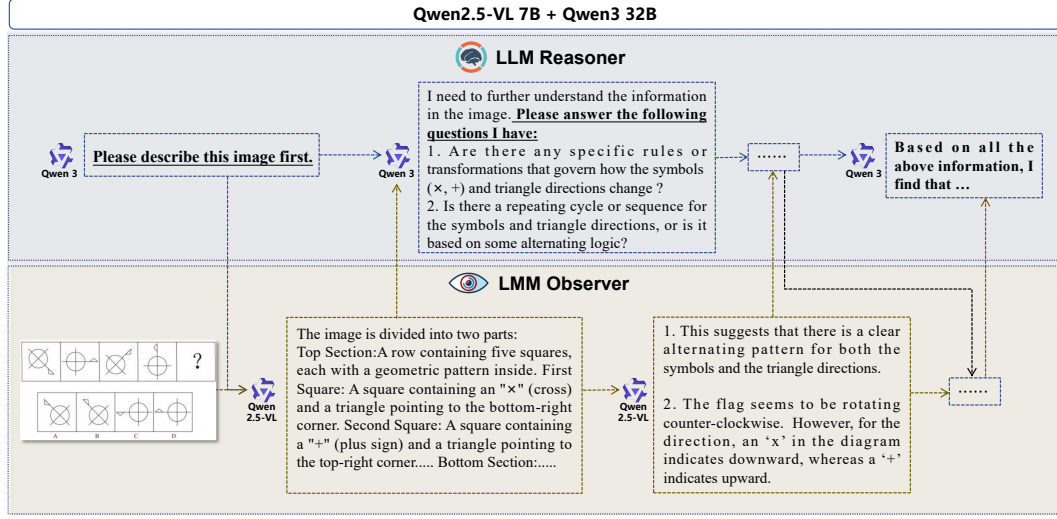 Qwen2.5-VL 7B + Qwen3 32B
LLM Reasoner
Qwen 3
Please describe this image first.
Qwen 3
I need to further understand the information
in the image. Please answer the following
questions I have:
1. Are there any specific rules or
transformations that govern how the symbols
(×, +) and triangle directions change ?
2. Is there a repeating cycle or sequence for
the symbols and triangle directions, or is it
based on some alternating logic?
......
Qwen 3
Based on all the
above information, I
find that ...
LMM Observer
?
A B C D
Qwen
2.5-VL
The image is divided into two parts:
Top Section:A row containing five squares,
each with a geometric pattern inside. First
Square: A square containing an "×" (cross)
and a triangle pointing to the bottom-right
corner. Second Square: A square containing
a "+" (plus sign) and a triangle pointing to
the top-right corner..... Bottom Section:.....
Qwen
2.5-VL
1. This suggests that there is a clear
alternating pattern for both the
symbols and the triangle directions.
2. The flag seems to be rotating
counter-clockwise. However, for the
direction, an ‘x’ in the diagram
indicates downward, whereas a ‘+’
indicates upward.
......